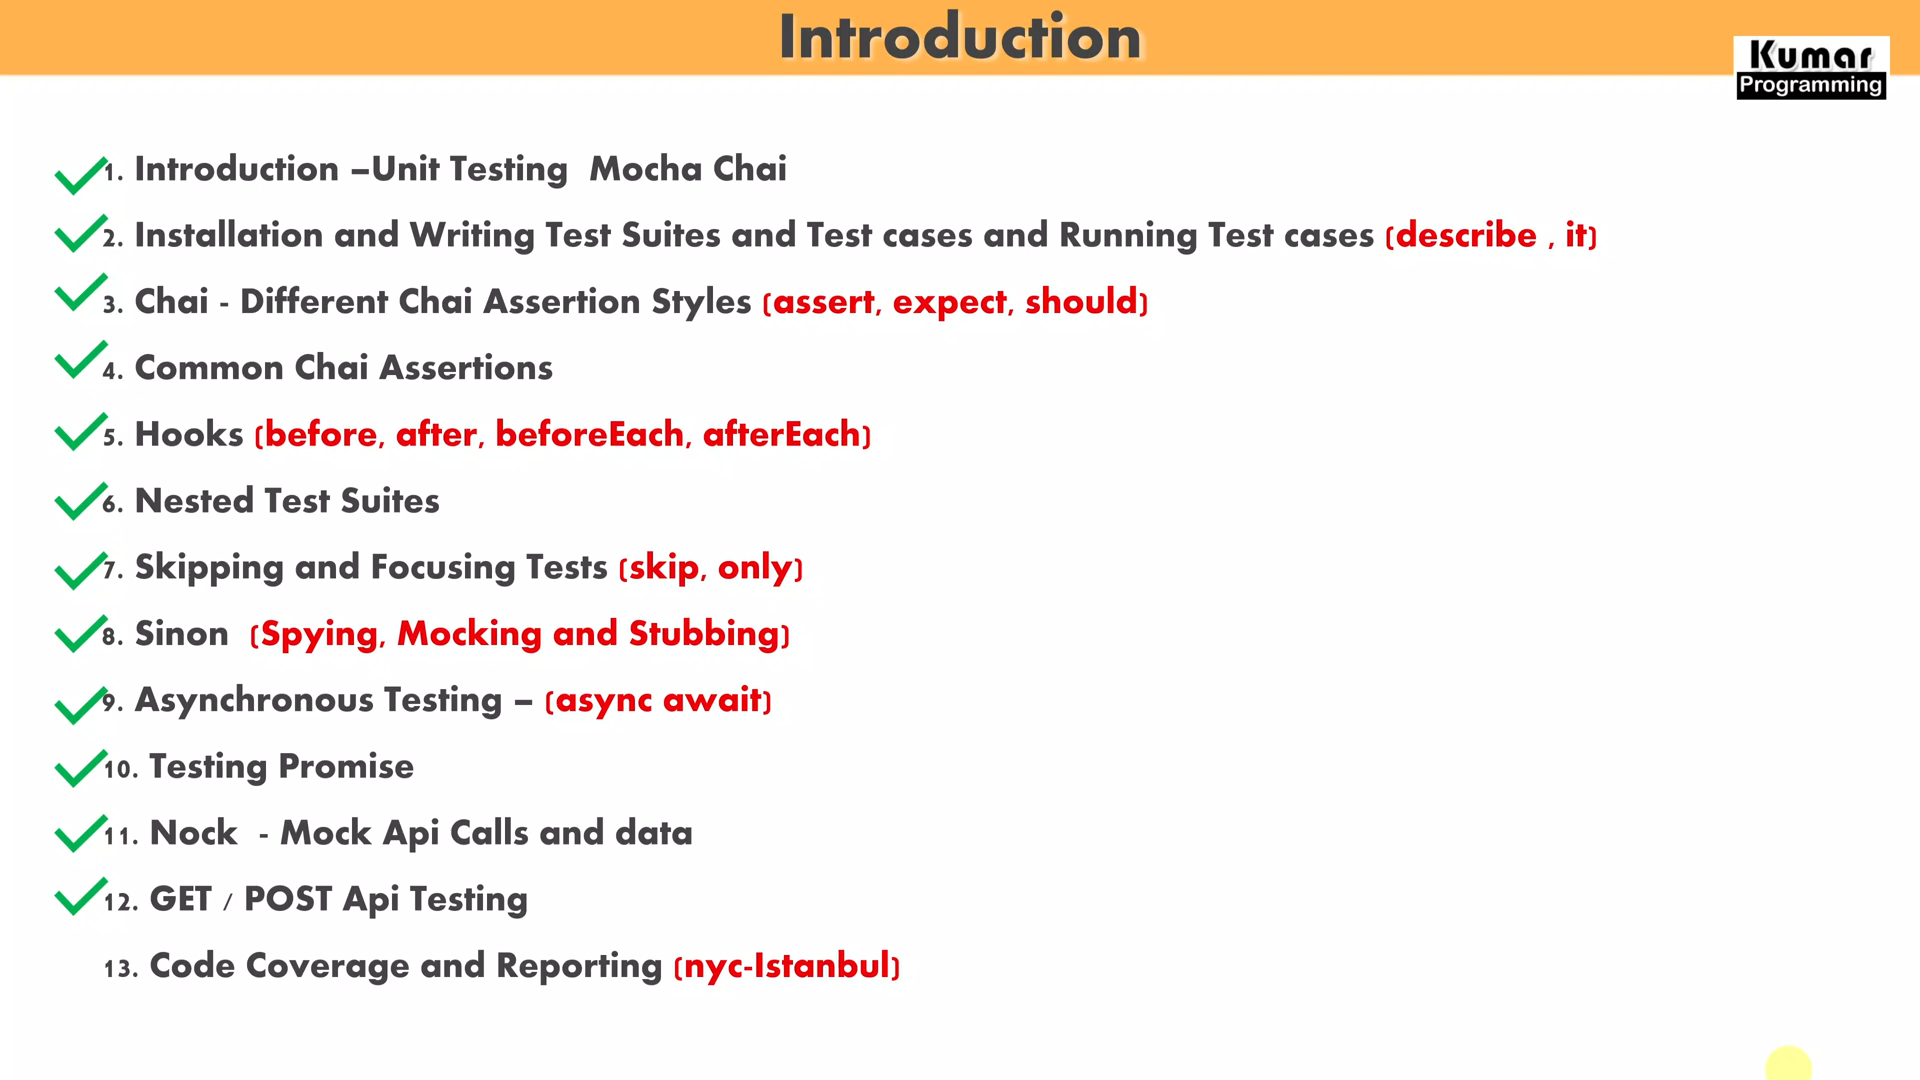 Introduction
Kumar
Programming
1. Introduction –Unit Testing  Mocha Chai
2. Installation and Writing Test Suites and Test cases and Running Test cases (describe , it)
3. Chai - Different Chai Assertion Styles (assert, expect, should)
4. Common Chai Assertions
5. Hooks (before, after, beforeEach, afterEach)
6. Nested Test Suites
7. Skipping and Focusing Tests (skip, only)
8. Sinon  (Spying, Mocking and Stubbing)
9. Asynchronous Testing – (async await)
10. Testing Promise
11. Nock  - Mock Api Calls and data
12. GET / POST Api Testing
13. Code Coverage and Reporting (nyc-Istanbul)